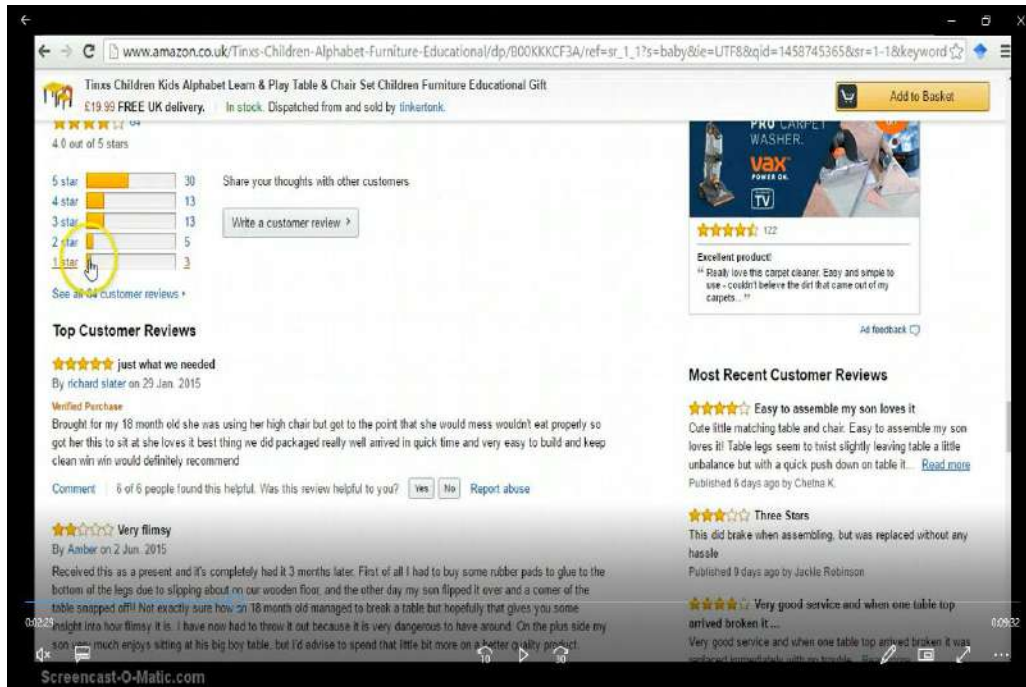 www.amazon.co.uk/Tinxs-Children-Alphabet-Furniture-Educational/dp/B00KKKCF3A/ref=sr_1_1?s=baby&ie=UTF8&qid=1458745365&sr=1-1&keyword
Tinxs Children Kids Alphabet Learn & Play Table & Chair Set Children Furniture Educational Gift
£19.99 FREE UK delivery. In stock. Dispatched from and sold by tinkertonk.
Add to Basket
64
4.0 out of 5 stars
5 star 30
4 star 13
3 star 13
2 star 5
1 star 3
See all 64 customer reviews
Share your thoughts with other customers
Write a customer review
Top Customer Reviews
just what we needed
By richard slater on 29 Jan. 2015
Verified Purchase
Brought for my 18 month old she was using her high chair but got to the point that she would mess wouldn't eat properly so
got her this to sit at she loves it best thing we did packaged really well arrived in quick time and very easy to build and keep
clean win win would definitely recommend
Comment 6 of 6 people found this helpful. Was this review helpful to you? Yes No Report abuse
Very flimsy
By Amber on 2 Jun. 2015
Received this as a present and it's completely had it 3 months later. First of all I had to buy some rubber pads to glue to the
bottom of the legs due to slipping about on our wooden floor, and the other day my son flipped it over and a corner of the
table snapped off!! Not exactly sure how an 18 month old managed to break a table but hopefully that gives you some
insight into how flimsy it is. I have now had to throw it out because it is very dangerous to have around. On the plus side my
son very much enjoys sitting at his big boy table. but I'd advise to spend that little bit more on a better quality product.
PRO CARPET
WASHER.
VAX
POWER ON.
TV
122
Excellent product!
“ Really love this carpet cleaner. Easy and simple to
use - couldn't believe the dirt that came out of my
carpets... ”
Ad feedback
Most Recent Customer Reviews
Easy to assemble my son loves it
Cute little matching table and chair. Easy to assemble my son
loves it! Table legs seem to twist slightly leaving table a little
unbalance but with a quick push down on table it... Read more
Published 6 days ago by Chetna K.
Three Stars
This did brake when assembling, but was replaced without any
hassle
Published 9 days ago by Jackie Robinson
Very good service and when one table top
arrived broken it ...
Very good service and when one table top arrived broken it was
replaced immediately with no trouble... Read more
0:02:29
0:09:32
10
30
Screencast-O-Matic.com